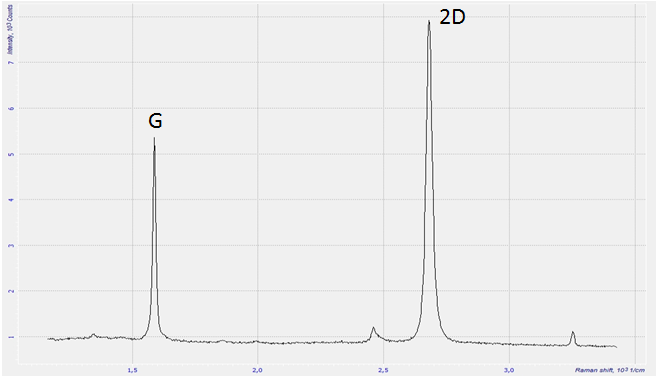 Intensity, 10³ Counts
7
6
5
4
3
2
1
G
2D
1,5
2,0
2,5
3,0
Raman shift, 10³ 1/cm